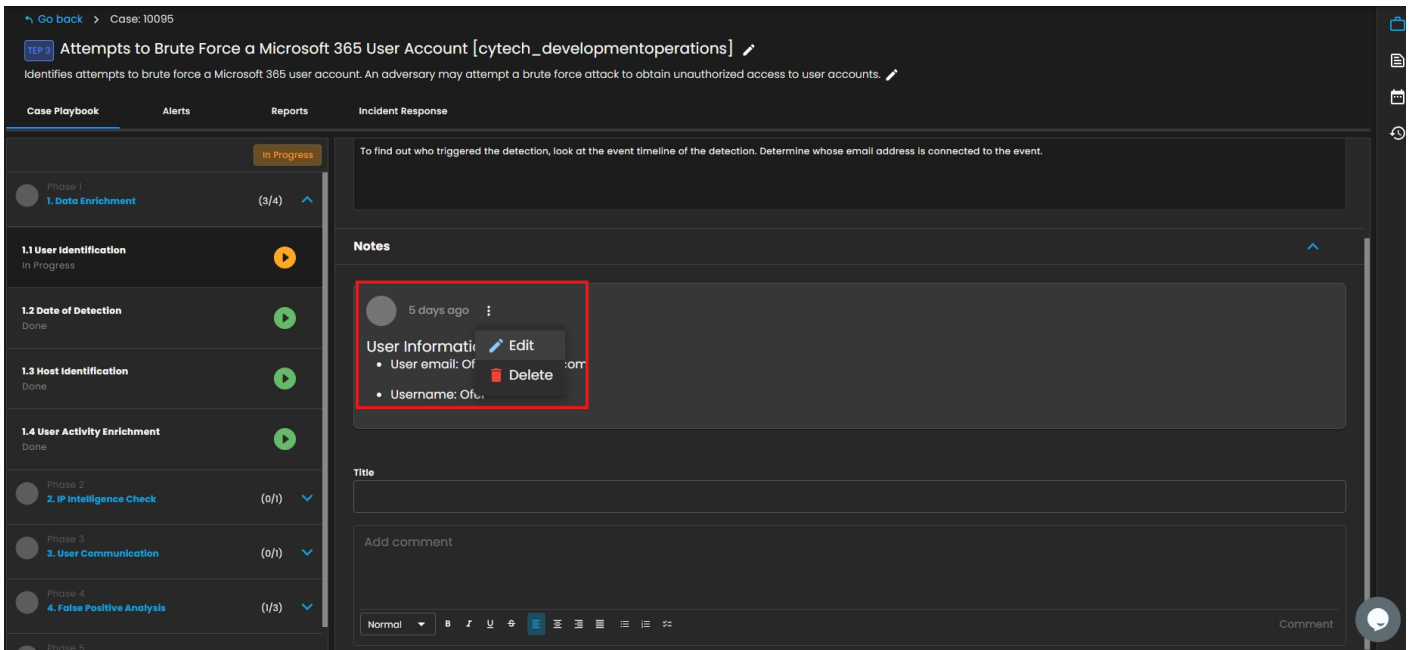 Go back > Case: 10095
TEP 3 Attempts to Brute Force a Microsoft 365 User Account [cytech_developmentoperations]
Identifies attempts to brute force a Microsoft 365 user account. An adversary may attempt a brute force attack to obtain unauthorized access to user accounts.
Case Playbook Alerts Reports Incident Response
In Progress
Phase 1
1. Data Enrichment (3/4)
1.1 User Identification
In Progress
1.2 Date of Detection
Done
1.3 Host Identification
Done
1.4 User Activity Enrichment
Done
Phase 2
2. IP Intelligence Check (0/1)
Phase 3
3. User Communication (0/1)
Phase 4
4. False Positive Analysis (1/3)
Phase 5
To find out who triggered the detection, look at the event timeline of the detection. Determine whose email address is connected to the event.
Notes
5 days ago
User
• User email: com
• Username:
Edit
Delete
Title
Add comment
Normal B I U S
Comment